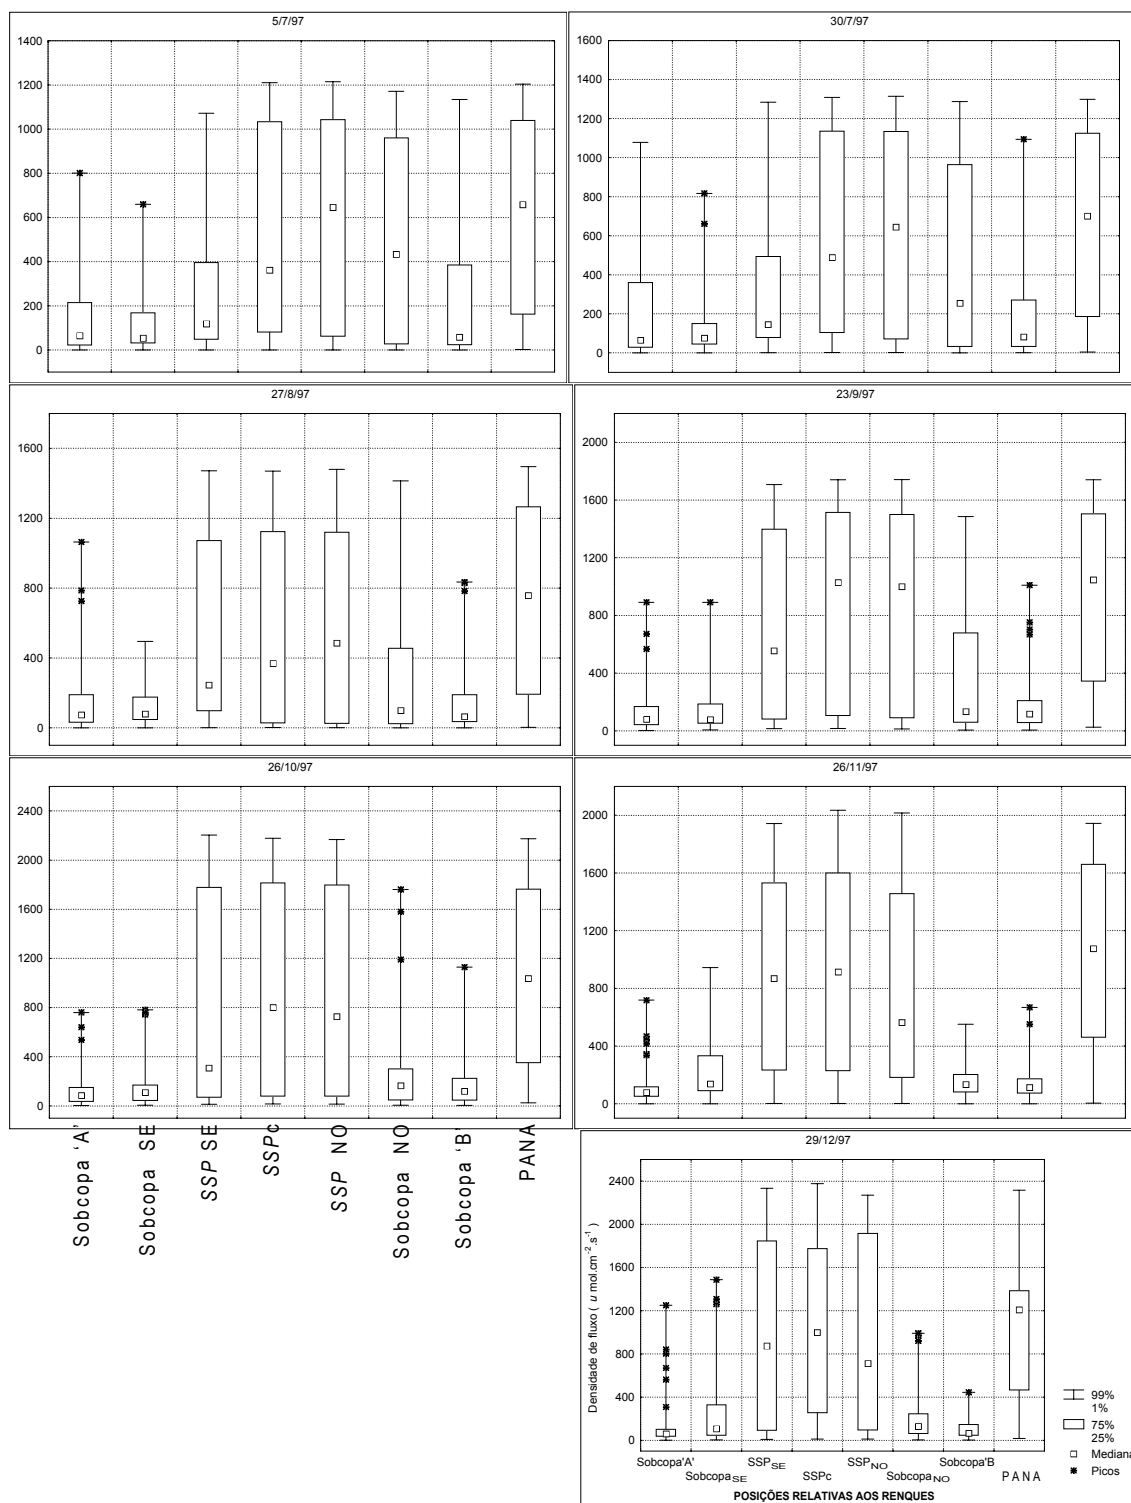 5/7/97
1400
1200
1000
800
600
400
200
0
30/7/97
1600
1400
1200
1000
800
600
400
200
0
27/8/97
1600
1200
800
400
0
23/9/97
2000
1600
1200
800
400
0
26/10/97
2400
2000
1600
1200
800
400
0
Sobcopa 'A'
Sobcopa SE
SSP SE
SSPc
SSP NO
Sobcopa NO
Sobcopa 'B'
PANA
26/11/97
2000
1600
1200
800
400
0
29/12/97
Densidade de fluxo ( u mol.cm-2.s-1 )
2400
2000
1600
1200
800
400
0
Sobcopa'A'
SobcopaSE
SSPSE
SSPc
SSPNO
SobcopaNO
Sobcopa'B
PANA
POSIÇÕES RELATIVAS AOS RENQUES
99%
1%
75%
25%
Mediana
Picos